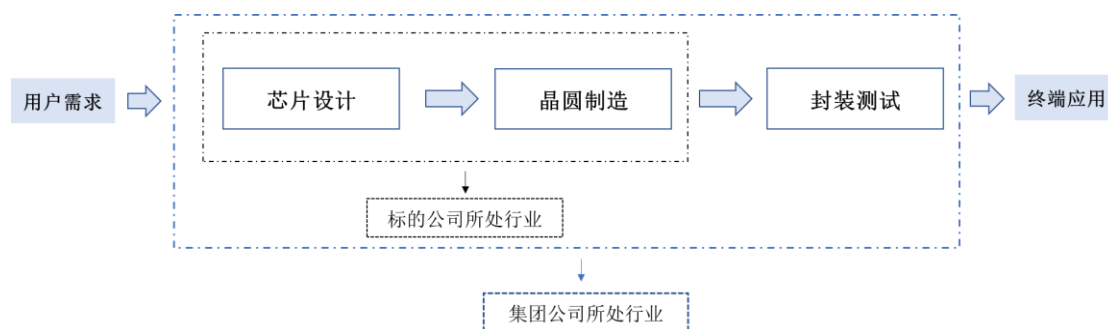 用户需求
芯片设计
晶圆制造
封装测试
终端应用
标的公司所处行业
集团公司所处行业